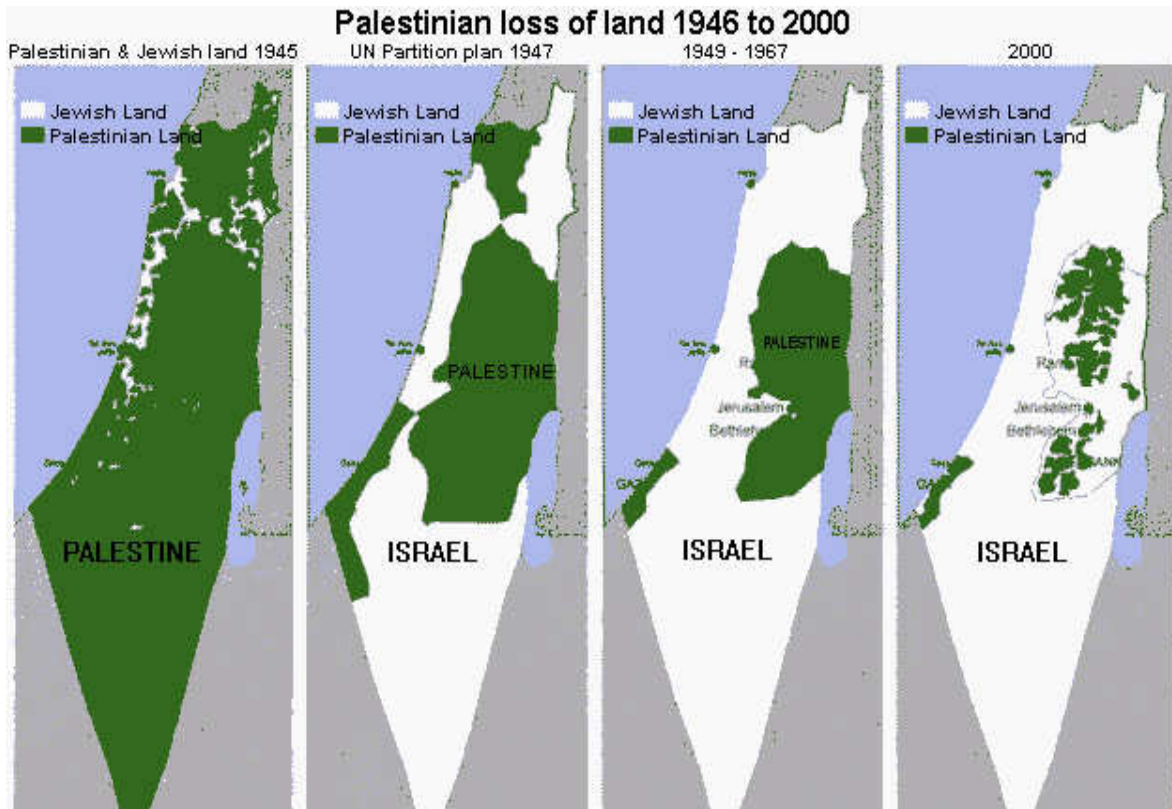 Palestinian loss of land 1946 to 2000
Palestinian & Jewish land 1945
Jewish Land
Palestinian Land
PALESTINE
UN Partition plan 1947
Jewish Land
Palestinian Land
PALESTINE
ISRAEL
1949 - 1967
Jewish Land
Palestinian Land
PALESTINE
Jerusalem
ISRAEL
2000
Jewish Land
Palestinian Land
Jerusalem
Bethlehem
ISRAEL